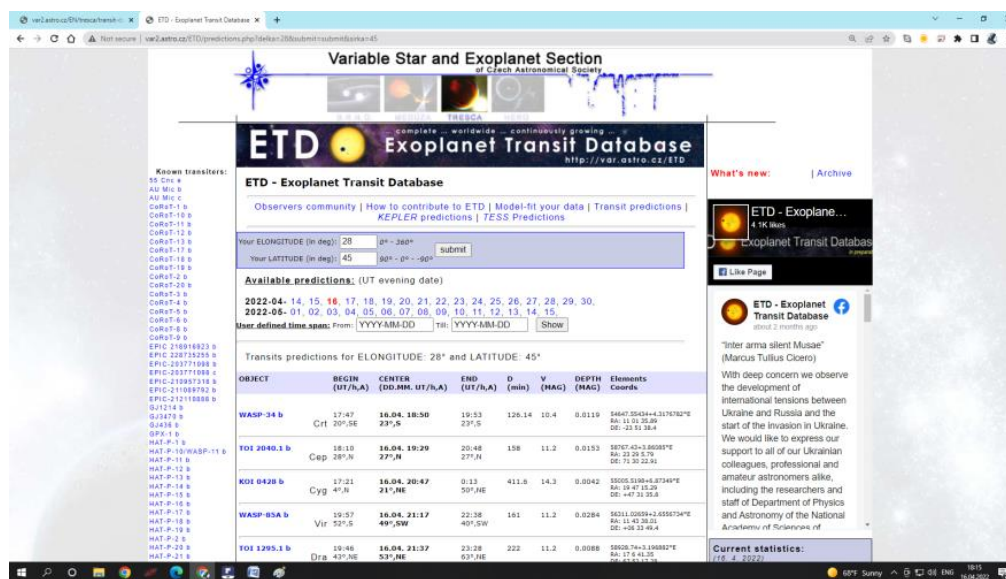 ETD - Exoplanet Transit Database
Not secure | var2.astro.cz/ETD/predictions.php?delka=28&submit=submit&sirka=45
Variable Star and Exoplanet Section
of Czech Astronomical Society
TRESCA
ETD
complete ... worldwide ... continuously growing ...
Exoplanet Transit Database
http://var.astro.cz/ETD
Known transiters:
55 Cnc e
AU Mic b
AU Mic c
CoRoT-1 b
CoRoT-10 b
CoRoT-11 b
CoRoT-12 b
CoRoT-13 b
CoRoT-17 b
CoRoT-18 b
CoRoT-19 b
CoRoT-2 b
CoRoT-20 b
CoRoT-3 b
CoRoT-4 b
CoRoT-5 b
CoRoT-6 b
CoRoT-8 b
CoRoT-9 b
GJ1214 b
GJ3470 b
GJ436 b
GPX-1 b
HAT-P-1 b
HAT-P-10/WASP-11 b
HAT-P-11 b
HAT-P-12 b
HAT-P-13 b
HAT-P-14 b
HAT-P-15 b
HAT-P-16 b
HAT-P-17 b
HAT-P-18 b
HAT-P-19 b
HAT-P-2 b
HAT-P-20 b
HAT-P-21 b
ETD - Exoplanet Transit Database
Observers community | How to contribute to ETD | Model-fit your data | Transit predictions |
KEPLER predictions | TESS Predictions
Your ELONGITUDE (in deg): 28 0° - 360°
Your LATITUDE (in deg): 45 90° - 0° - -90°
submit
Available predictions: (UT evening date)
2022-04- 14, 15, 16, 17, 18, 19, 20, 21, 22, 23, 24, 25, 26, 27, 28, 29, 30,
2022-05- 01, 02, 03, 04, 05, 06, 07, 08, 09, 10, 11, 12, 13, 14, 15,
User defined time span: From: YYYY-MM-DD Till: YYYY-MM-DD Show
Transits predictions for ELONGITUDE: 28° and LATITUDE: 45°
OBJECT BEGIN (UT/h,A) CENTER (DD.MM. UT/h,A) END (UT/h,A) D (min) V (MAG) DEPTH (MAG) Elements Coords
WASP-34 b 17:47 16.04. 18:50 19:53 126.14 10.4 0.0119
Crt 20°,SE 23°,S 23°,S
TOI 2040.1 b 18:10 16.04. 19:29 20:48 158 11.2 0.0153
Cep 28°,N 27°,N 27°,N
KOI 0428 b 17:21 16.04. 20:47 0:13 411.6 14.3 0.0042
Cyg 4°,N 21°,NE 50°,NE
WASP-85A b 19:57 16.04. 21:17 22:38 161 11.2 0.0284
Vir 52°,S 49°,SW 40°,SW
TOI 1295.1 b 19:46 16.04. 21:37 23:28 222 11.2 0.0088
Dra 43°,NE 53°,NE 63°,NE
What's new: | Archive
ETD - Exoplane...
4.1K likes
Exoplanet Transit Databas
Like Page
ETD - Exoplanet
Transit Database
about 2 months ago
"Inter arma silent Musae"
(Marcus Tullius Cicero)
With deep concern we observe
the development of
international tensions between
Ukraine and Russia and the
start of the invasion in Ukraine.
We would like to express our
support to all of our Ukrainian
colleagues, professional and
amateur astronomers alike,
including the researchers and
staff of Department of Physics
and Astronomy of the National
Academy of Sciences of
Current statistics:
(16. 4. 2022)
68°F Sunny
ENG
18:15
16.04.2022